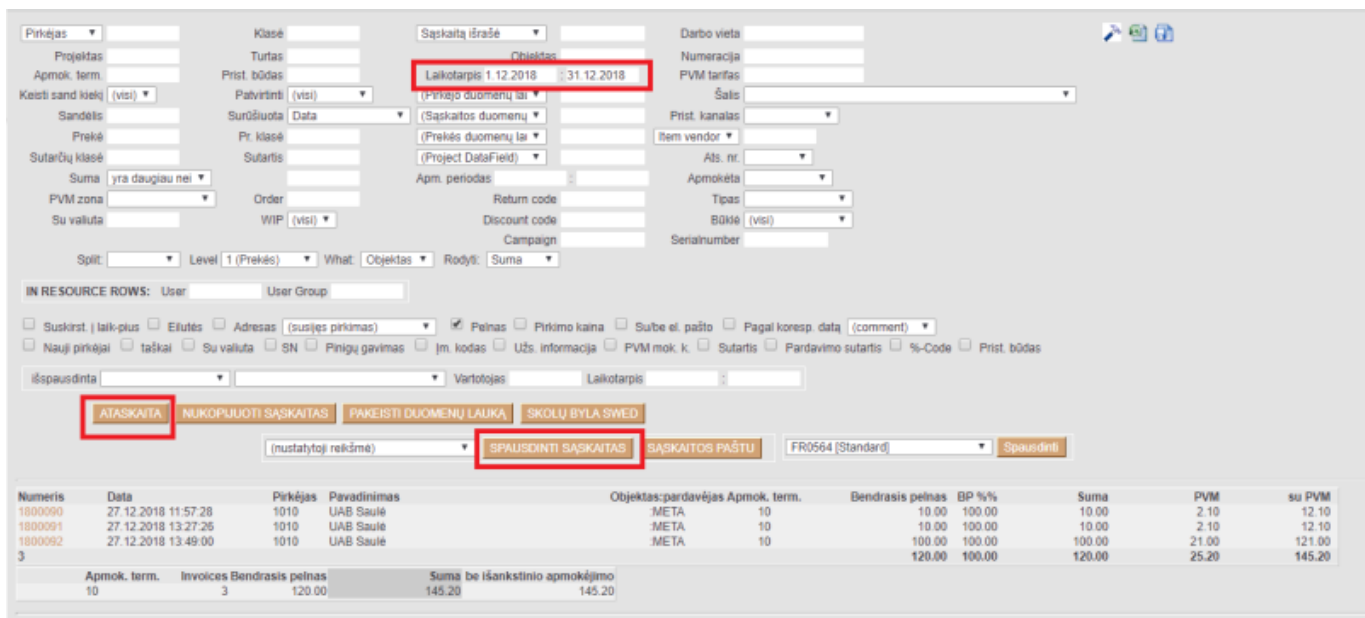 Pirkėjas Klasė Sąskaitą išrašė Darbo vieta
Projektas Turtas Objektas Numeracija
Apmok. term. Prist. būdas Laikotarpis 1.12.2018 : 31.12.2018 PVM tarifas
Keisti sand kiekį (visi) Patvirtinti (visi) (Pirkėjo duomenų lai Šalis
Sandėlis Surūšiuota Data (Sąskaitos duomenų Prist. kanalas
Prekė Pr. klasė (Prekės duomenų lai Item vendor
Sutarčių klasė Sutartis (Project DataField) Ats. nr.
Suma yra daugiau nei Apm. periodas : Apmokėta
PVM zona Order Return code Tipas
Su valiuta WIP (visi) Discount code Būklė (visi)
Campaign Serialnumber
Split: Level 1 (Prekės) What: Objektas Rodyti: Suma
IN RESOURCE ROWS: User User Group
Suskirst. į laik-pius Eilutės Adresas (susijęs pirkimas) Pelnas Pirkimo kaina Su/be el. pašto Pagal koresp. datą (comment)
Nauji pirkėjai taškai Su valiuta SN Pinigų gavimas Įm. kodas Užs. informacija PVM mok. k. Sutartis Pardavimo sutartis %-Code Prist. būdas
išspausdinta Vartotojas Laikotarpis :
ATASKAITA NUKOPIJUOTI SĄSKAITAS PAKEISTI DUOMENŲ LAUKĄ SKOLŲ BYLA SWED
(nustatytoji reikšmė) SPAUSDINTI SĄSKAITAS SĄSKAITOS PAŠTU FR0564 [Standard] Spausdinti
Numeris Data Pirkėjas Pavadinimas Objektas:pardavėjas Apmok. term. Bendrasis pelnas BP %% Suma PVM su PVM
1800090 27.12.2018 11:57:28 1010 UAB Saulė :META 10 10.00 100.00 10.00 2.10 12.10
1800091 27.12.2018 13:27:26 1010 UAB Saulė :META 10 10.00 100.00 10.00 2.10 12.10
1800092 27.12.2018 13:49:00 1010 UAB Saulė :META 10 100.00 100.00 100.00 21.00 121.00
3 120.00 100.00 120.00 25.20 145.20
Apmok. term. Invoices Bendrasis pelnas Suma be išankstinio apmokėjimo
10 3 120.00 145.20 145.20